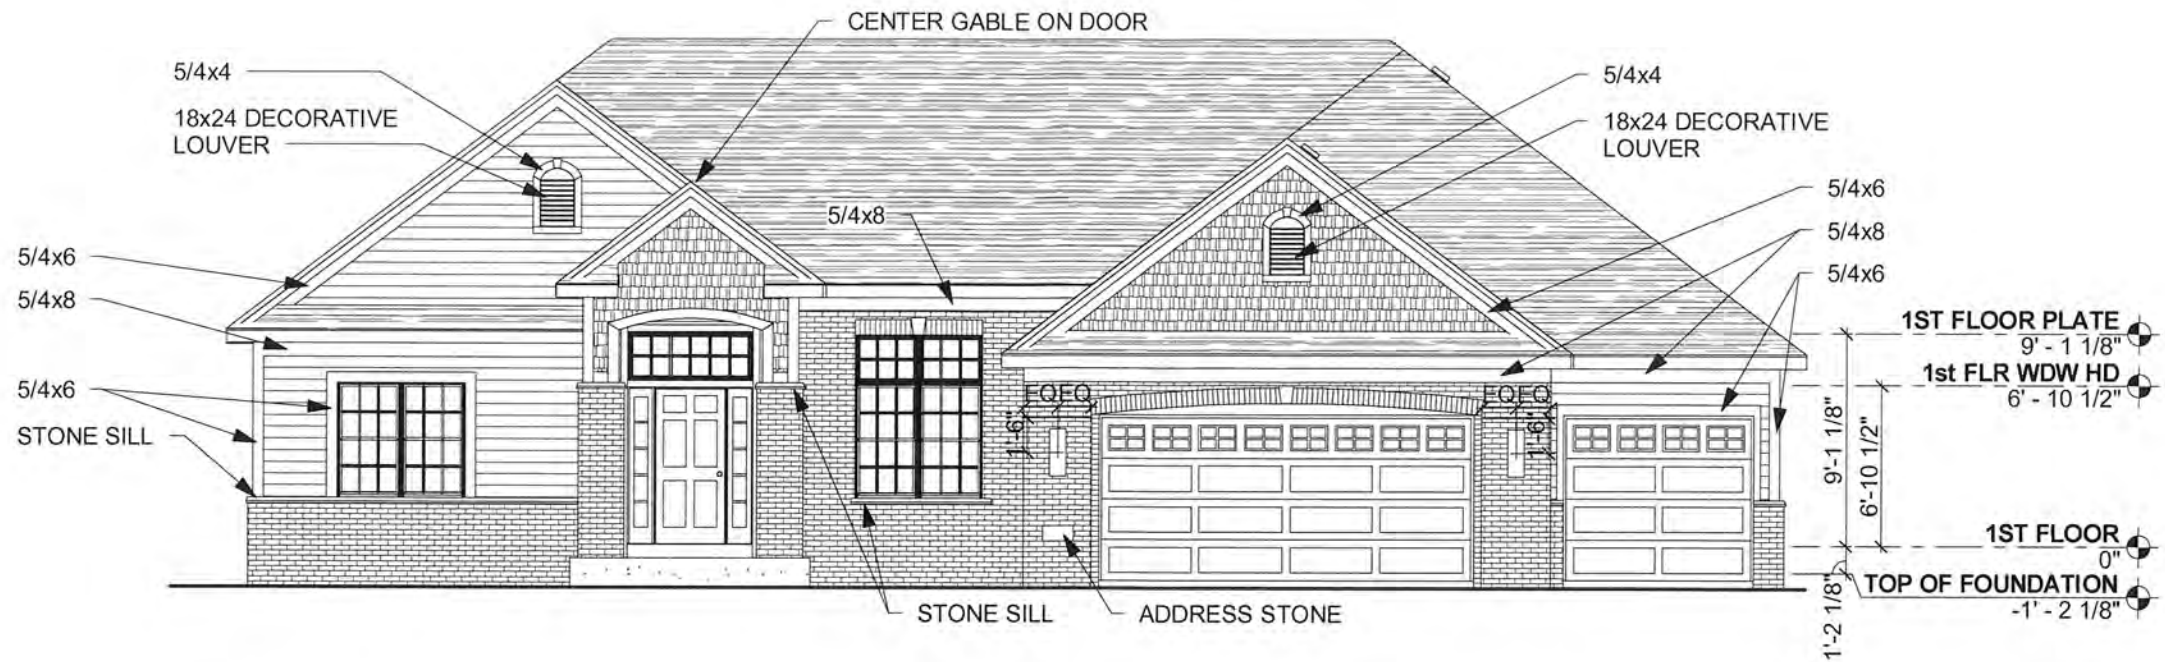 CENTER GABLE ON DOOR
5/4x4
18x24 DECORATIVE
LOUVER
5/4x6
5/4x8
5/4x6
STONE SILL
5/4x8
5/4x4
18x24 DECORATIVE
LOUVER
5/4x6
5/4x8
5/4x6
1ST FLOOR PLATE
9' - 1 1/8"
1st FLR WDW HD
6' - 10 1/2"
1ST FLOOR
0"
TOP OF FOUNDATION
-1' - 2 1/8"
EQ EQ
1'-6"
EQ EQ
1'-6"
9'-1 1/8"
6'-10 1/2"
1'-2 1/8"
STONE SILL
ADDRESS STONE